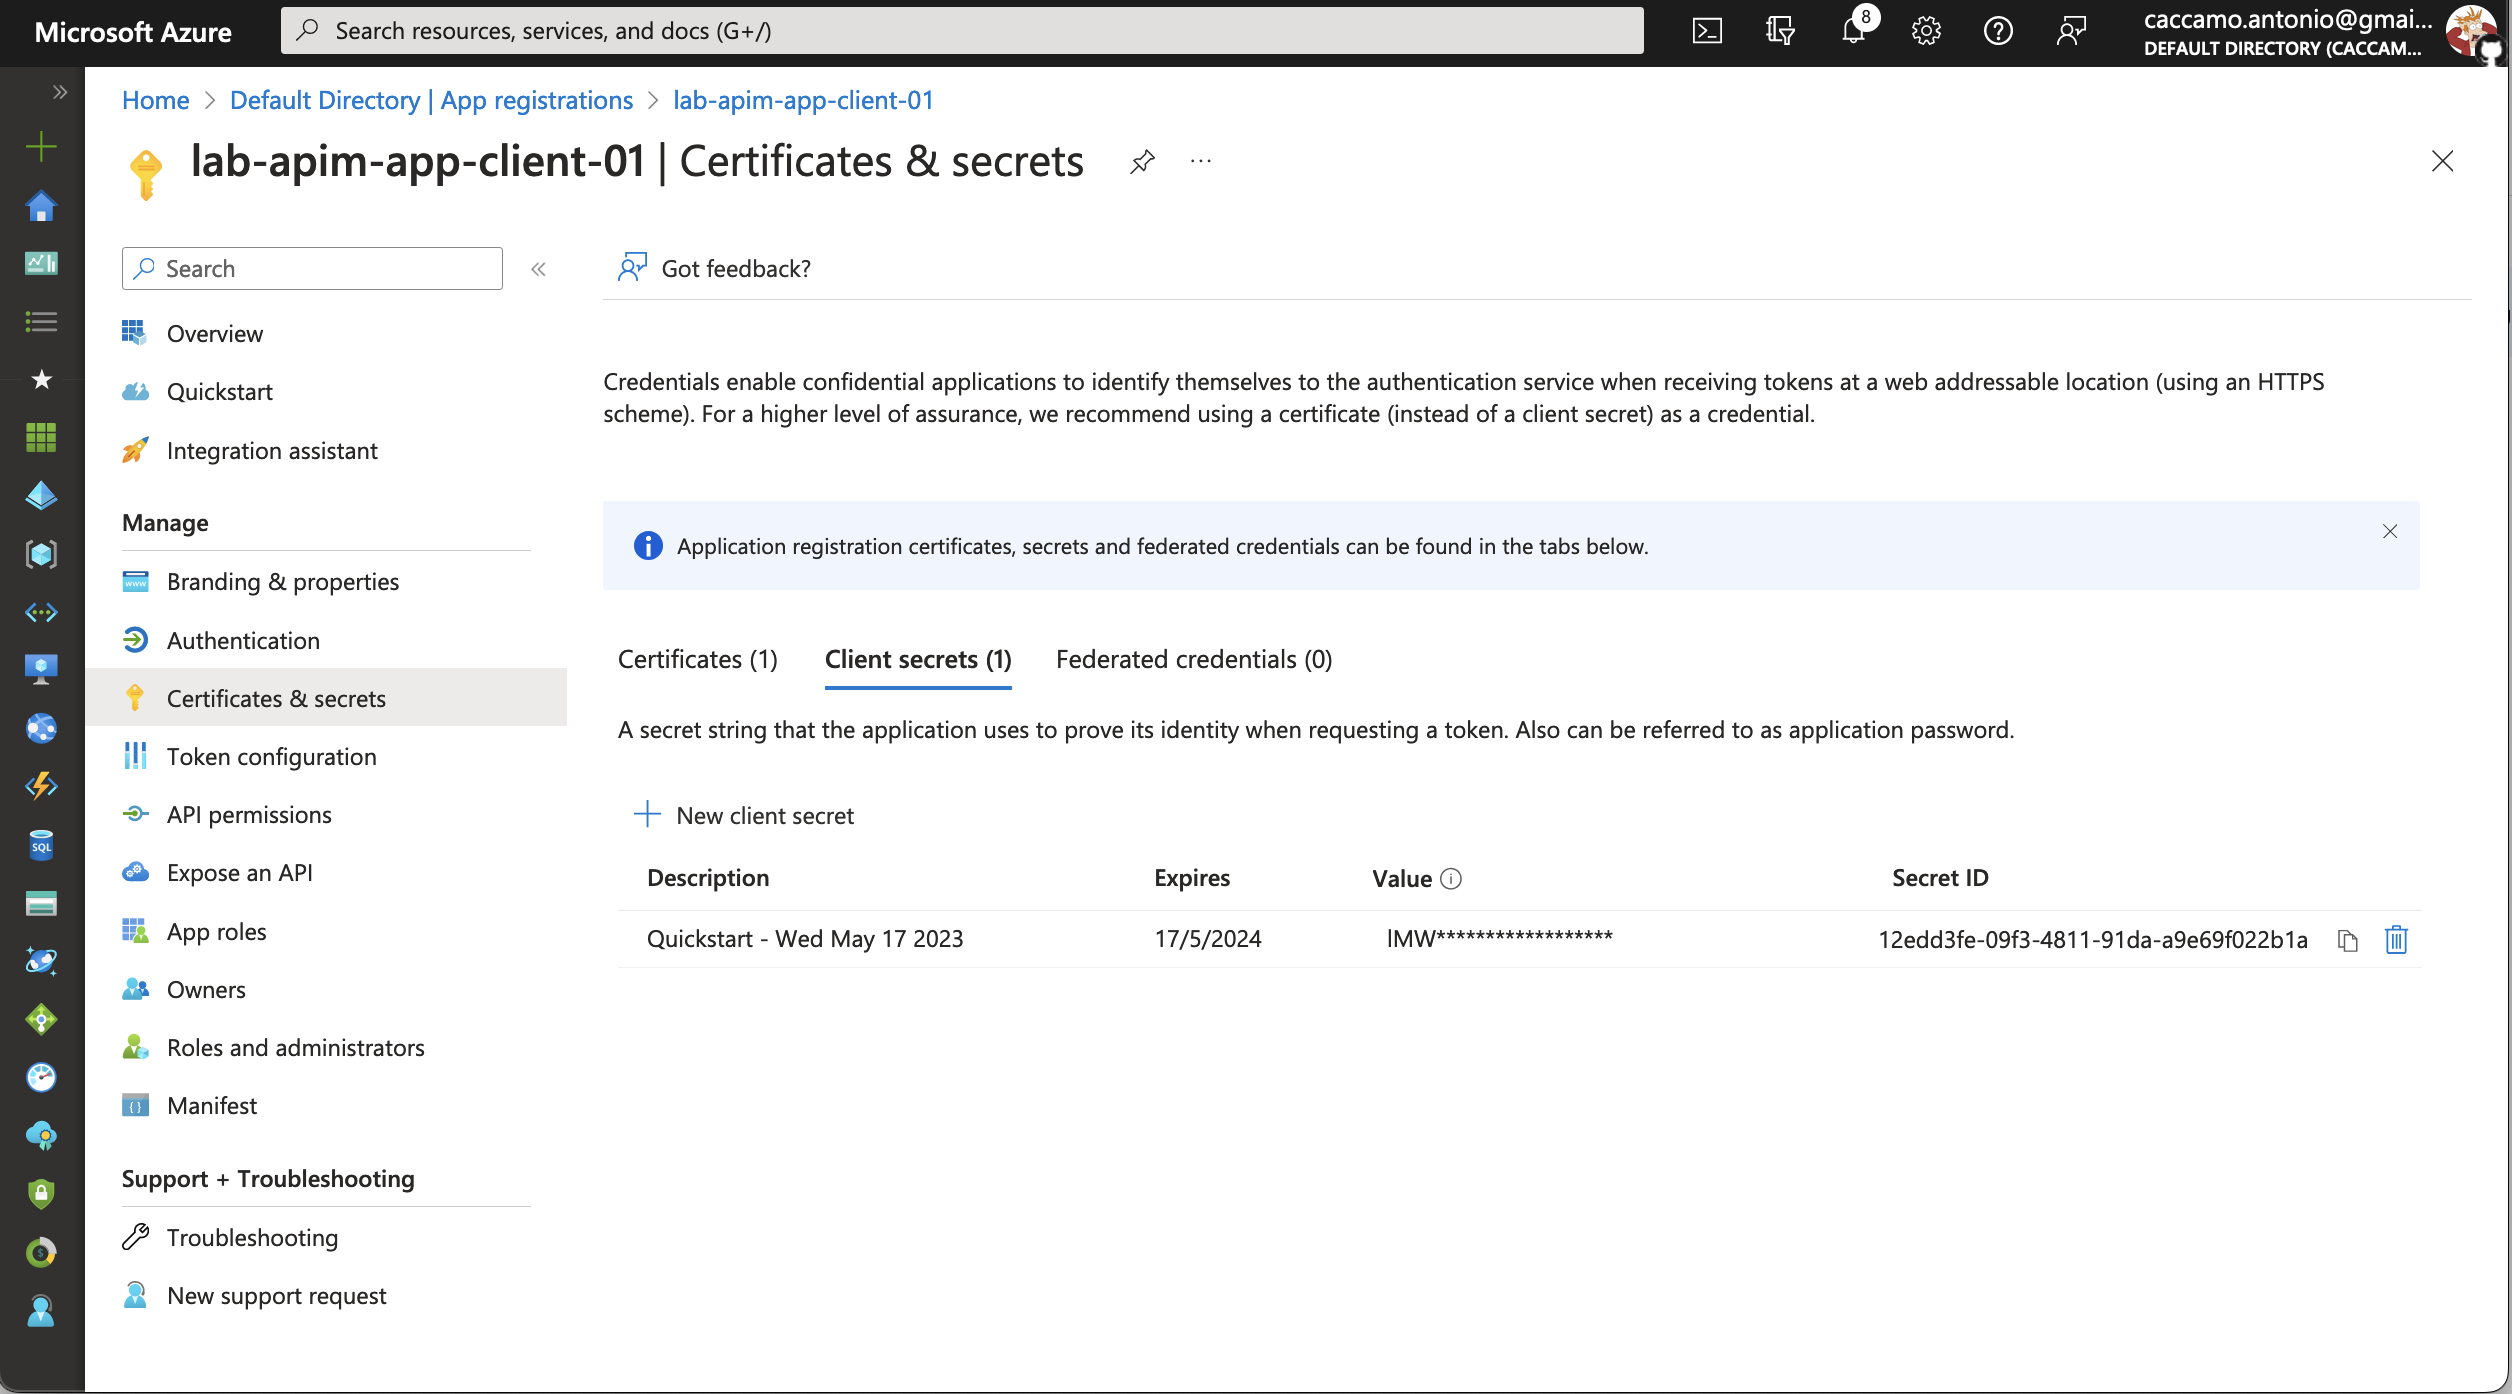 Microsoft Azure
Search resources, services, and docs (G+/)
8
caccamo.antonio@gmai...
DEFAULT DIRECTORY (CACCAM...
Home > Default Directory | App registrations > lab-apim-app-client-01
lab-apim-app-client-01 | Certificates & secrets
Search
Got feedback?
Overview
Quickstart
Integration assistant
Manage
Branding & properties
Authentication
Certificates & secrets
Token configuration
API permissions
Expose an API
App roles
Owners
Roles and administrators
Manifest
Support + Troubleshooting
Troubleshooting
New support request
Credentials enable confidential applications to identify themselves to the authentication service when receiving tokens at a web addressable location (using an HTTPS
scheme). For a higher level of assurance, we recommend using a certificate (instead of a client secret) as a credential.
Application registration certificates, secrets and federated credentials can be found in the tabs below.
Certificates (1) Client secrets (1) Federated credentials (0)
A secret string that the application uses to prove its identity when requesting a token. Also can be referred to as application password.
New client secret
Description Expires Value Secret ID
Quickstart - Wed May 17 2023 17/5/2024 lMW****************** 12edd3fe-09f3-4811-91da-a9e69f022b1a
SQL
www